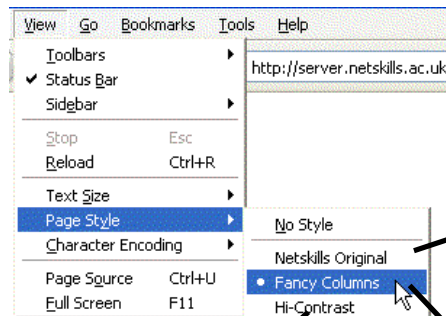 View Go Bookmarks Tools Help
Toolbars
http://server.netskills.ac.uk
Status Bar
Sidebar
Stop Esc
Reload Ctrl+R
Text Size
Page Style
No Style
Character Encoding
Netskills Original
Page Source Ctrl+U
Fancy Columns
Full Screen F11
Hi-Contrast